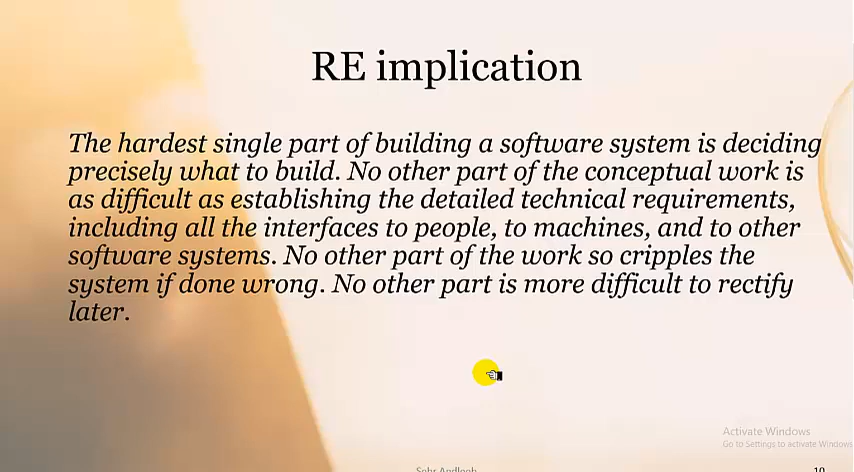 RE implication
The hardest single part of building a software system is deciding
precisely what to build. No other part of the conceptual work is
as difficult as establishing the detailed technical requirements,
including all the interfaces to people, to machines, and to other
software systems. No other part of the work so cripples the
system if done wrong. No other part is more difficult to rectify
later.
Activate Windows
Go to Settings to activate Windows
10